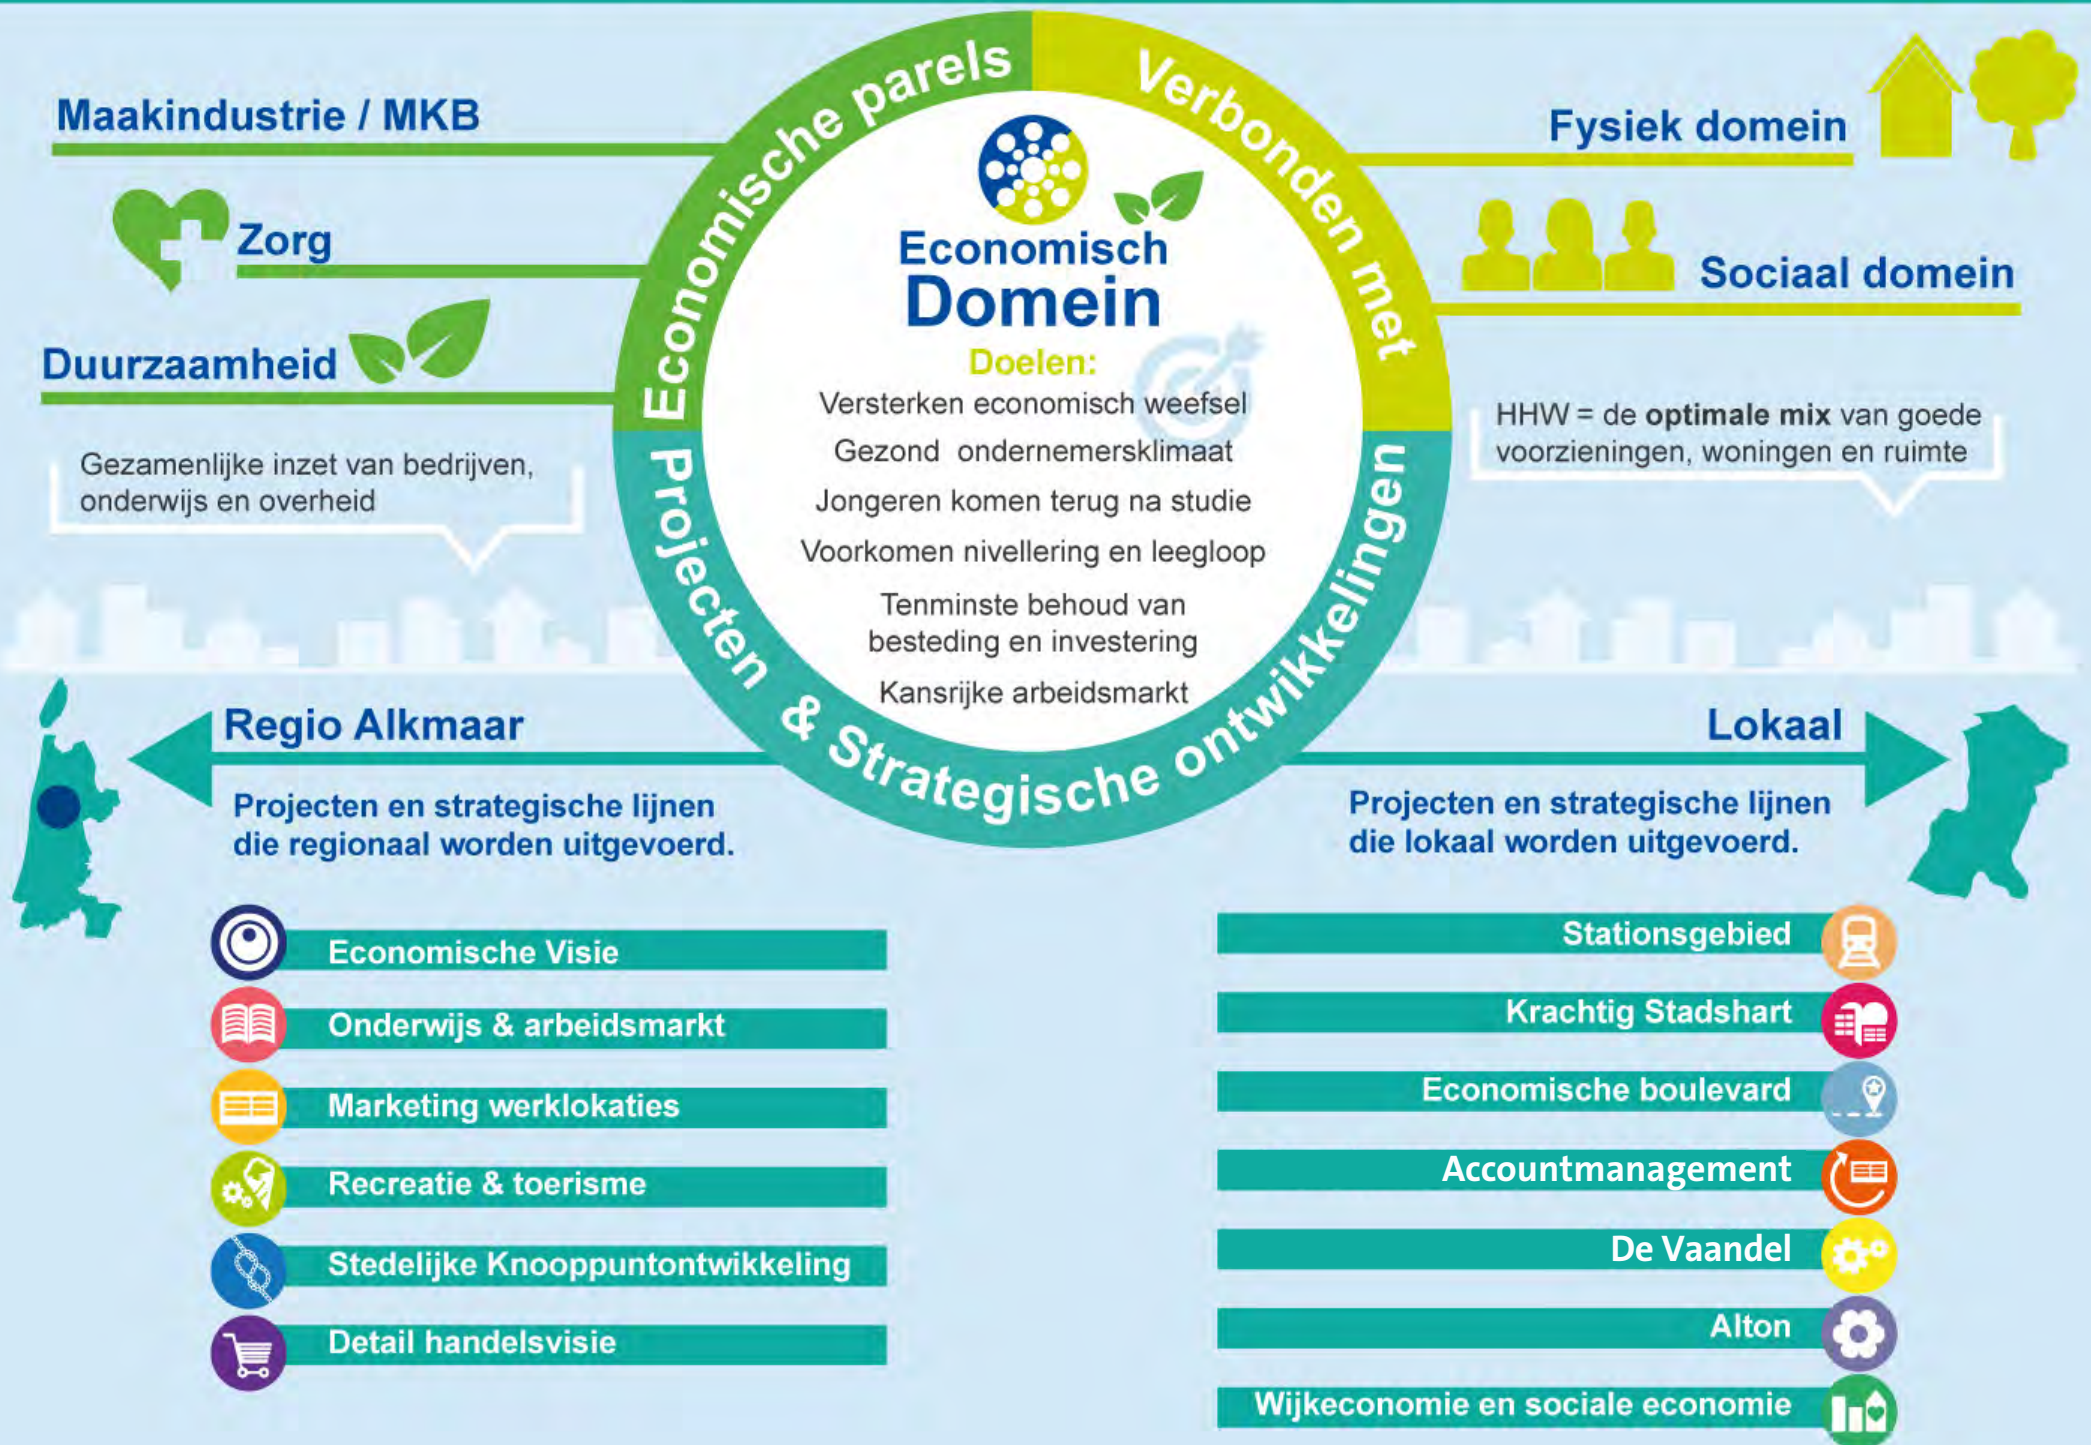 Economische parels
Verbonden met
Projecten & Strategische ontwikkelingen
Maakindustrie / MKB
Zorg
Duurzaamheid
Gezamenlijke inzet van bedrijven,
onderwijs en overheid
Economisch
Domein
Doelen:
Versterken economisch weefsel
Gezond ondernemersklimaat
Jongeren komen terug na studie
Voorkomen nivellering en leegloop
Tenminste behoud van
besteding en investering
Kansrijke arbeidsmarkt
Fysiek domein
Sociaal domein
HHW = de optimale mix van goede
voorzieningen, woningen en ruimte
Regio Alkmaar
Projecten en strategische lijnen
die regionaal worden uitgevoerd.
Economische Visie
Onderwijs & arbeidsmarkt
Marketing werklokaties
Recreatie & toerisme
Stedelijke Knooppuntontwikkeling
Detail handelsvisie
Lokaal
Projecten en strategische lijnen
die lokaal worden uitgevoerd.
Stationsgebied
Krachtig Stadshart
Economische boulevard
Accountmanagement
De Vaandel
Alton
Wijkeconomie en sociale economie